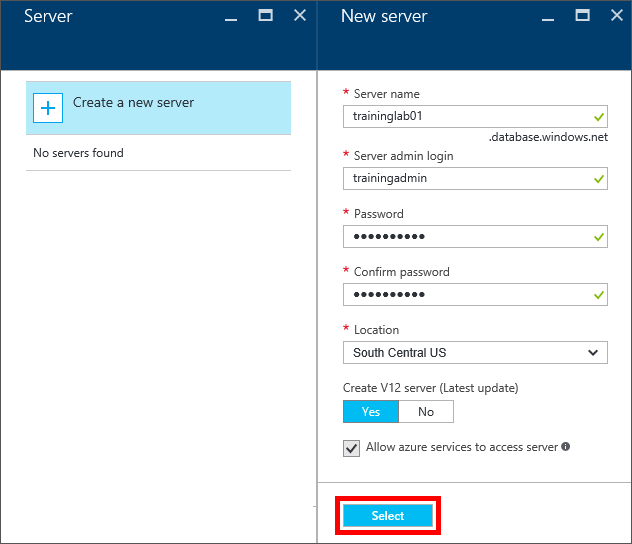 Server
Create a new server
No servers found
New server
* Server name
traininglab01
.database.windows.net
* Server admin login
trainingadmin
* Password
••••••••••
* Confirm password
••••••••••
* Location
South Central US
Create V12 server (Latest update)
Yes No
Allow azure services to access server
Select